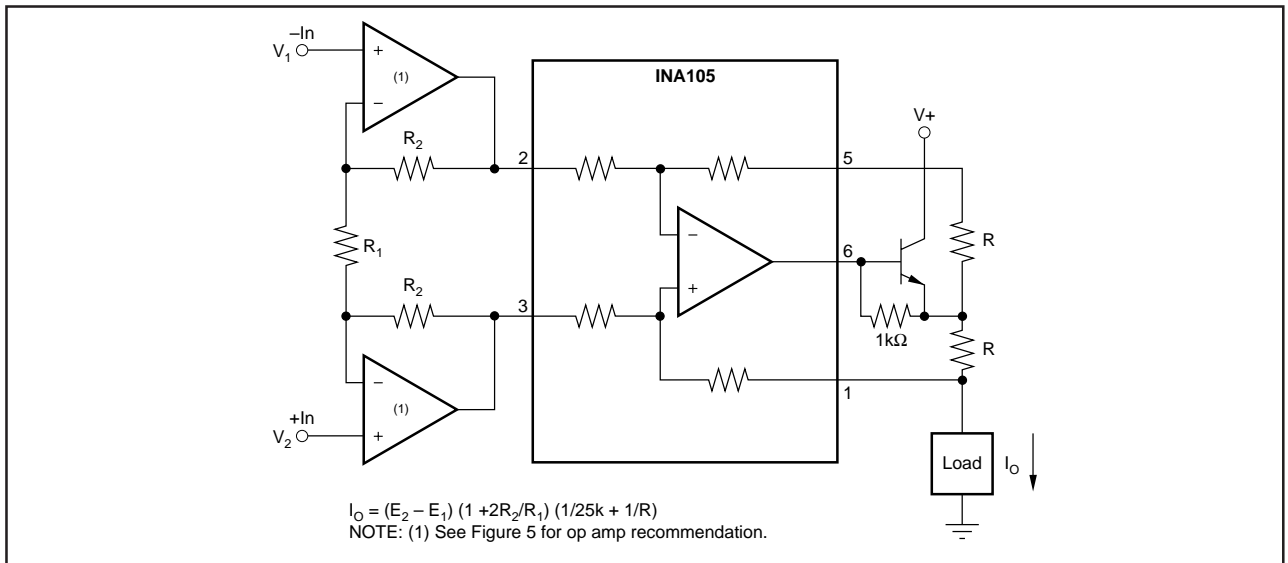 –In
V1
+
(1)
–
R2
R1
R2
–
(1)
+In
V2
+
INA105
2
5
–
+
6
3
1
V+
R
1kΩ
R
Load
IO
IO = (E2 – E1) (1 +2R2/R1) (1/25k + 1/R)
NOTE: (1) See Figure 5 for op amp recommendation.